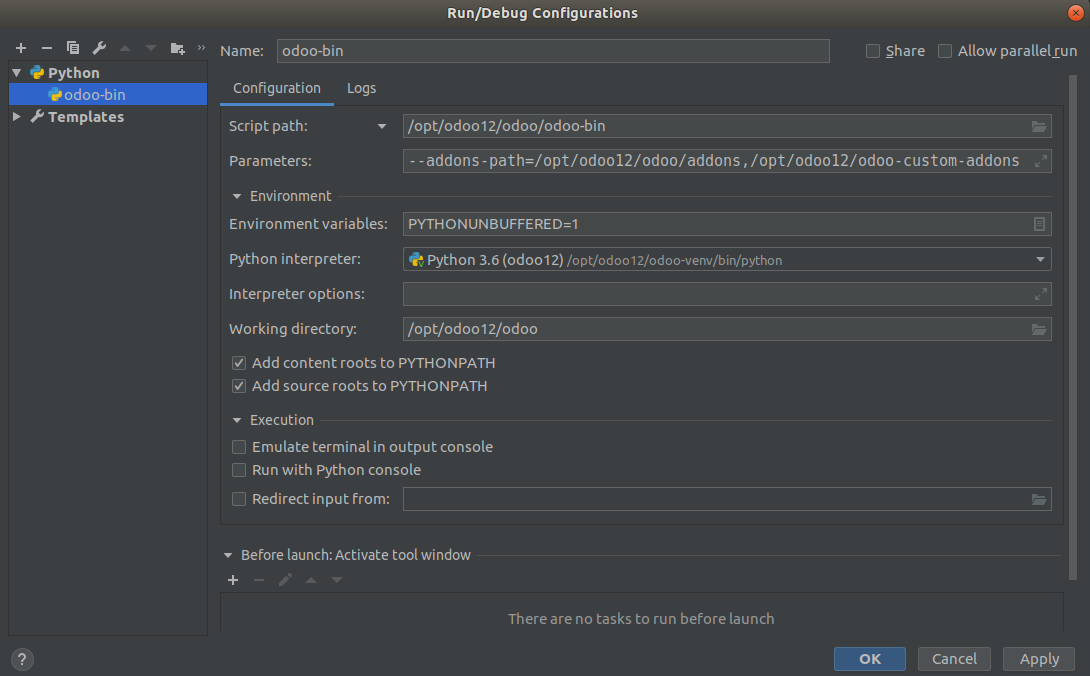 Run/Debug Configurations
Name: odoo-bin Share Allow parallel run
Python
odoo-bin
Templates
Configuration Logs
Script path: /opt/odoo12/odoo/odoo-bin
Parameters: --addons-path=/opt/odoo12/odoo/addons,/opt/odoo12/odoo-custom-addons
Environment
Environment variables: PYTHONUNBUFFERED=1
Python interpreter: Python 3.6 (odoo12) /opt/odoo12/odoo-venv/bin/python
Interpreter options:
Working directory: /opt/odoo12/odoo
Add content roots to PYTHONPATH
Add source roots to PYTHONPATH
Execution
Emulate terminal in output console
Run with Python console
Redirect input from:
Before launch: Activate tool window
There are no tasks to run before launch
? OK Cancel Apply